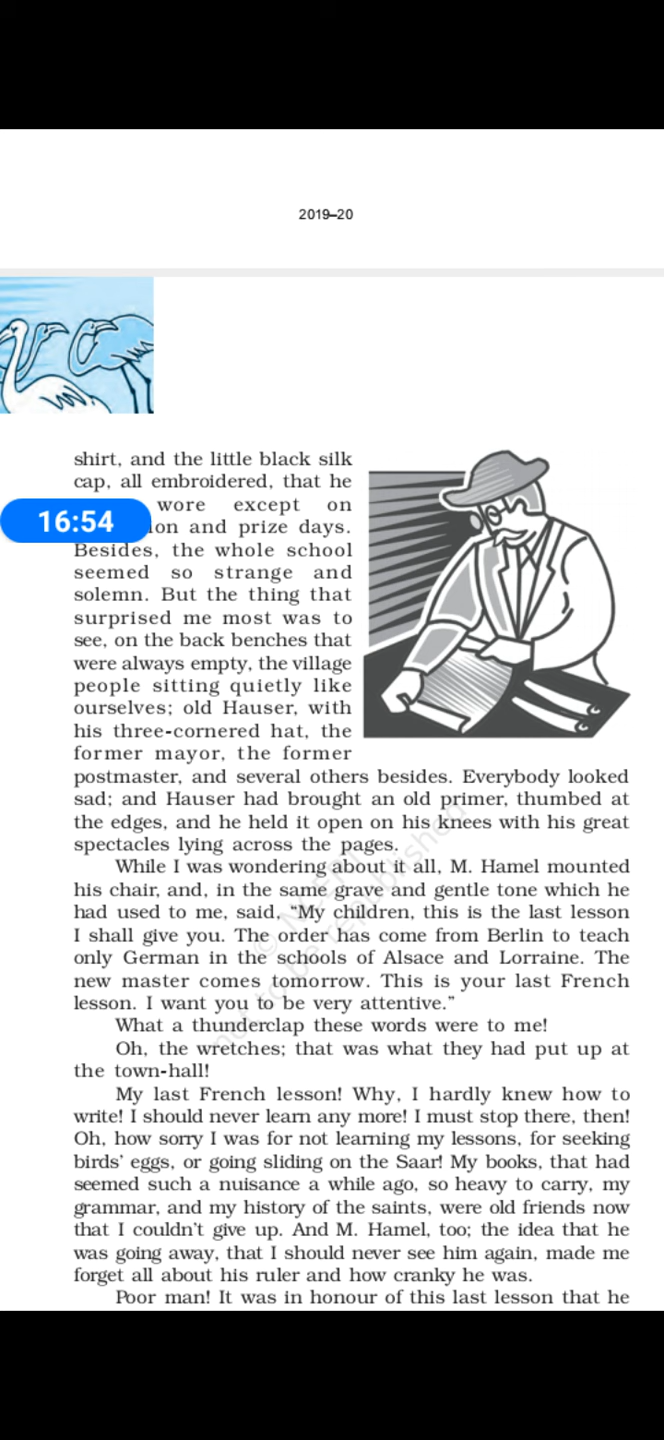 2019–20
shirt, and the little black silk
cap, all embroidered, that he
wore except on
16:54
ion and prize days.
Besides, the whole school
seemed so strange and
solemn. But the thing that
surprised me most was to
see, on the back benches that
were always empty, the village
people sitting quietly like
ourselves; old Hauser, with
his three-cornered hat, the
former mayor, the former
postmaster, and several others besides. Everybody looked
sad; and Hauser had brought an old primer, thumbed at
the edges, and he held it open on his knees with his great
spectacles lying across the pages.
While I was wondering about it all, M. Hamel mounted
his chair, and, in the same grave and gentle tone which he
had used to me, said, “My children, this is the last lesson
I shall give you. The order has come from Berlin to teach
only German in the schools of Alsace and Lorraine. The
new master comes tomorrow. This is your last French
lesson. I want you to be very attentive.”
What a thunderclap these words were to me!
Oh, the wretches; that was what they had put up at
the town-hall!
My last French lesson! Why, I hardly knew how to
write! I should never learn any more! I must stop there, then!
Oh, how sorry I was for not learning my lessons, for seeking
birds’ eggs, or going sliding on the Saar! My books, that had
seemed such a nuisance a while ago, so heavy to carry, my
grammar, and my history of the saints, were old friends now
that I couldn’t give up. And M. Hamel, too; the idea that he
was going away, that I should never see him again, made me
forget all about his ruler and how cranky he was.
Poor man! It was in honour of this last lesson that he
© NCERT
not to be republished